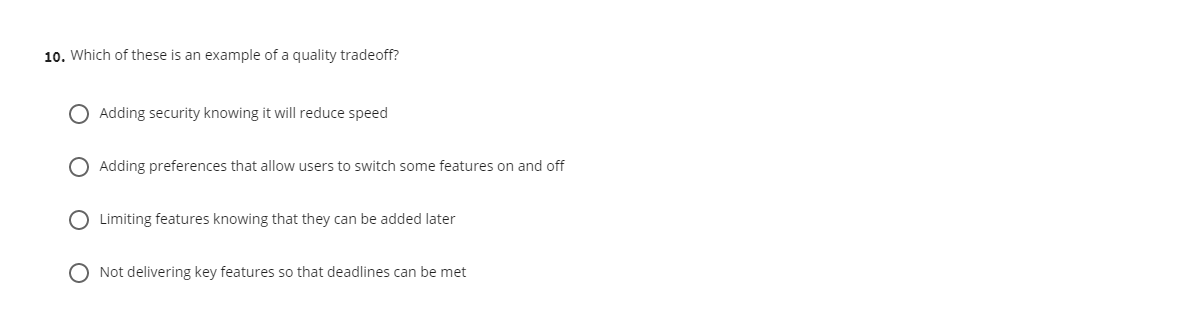 10. Which of these is an example of a quality tradeoff?
Adding security knowing it will reduce speed
Adding preferences that allow users to switch some features on and off
Limiting features knowing that they can be added later
Not delivering key features so that deadlines can be met